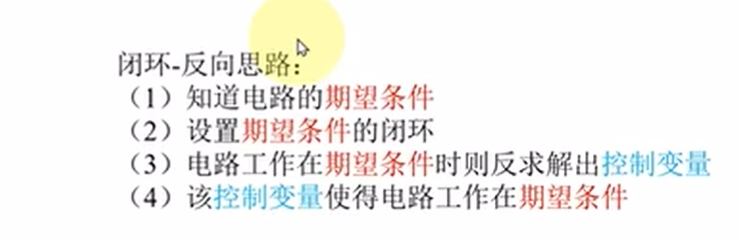 闭环-反向思路：
（1）知道电路的期望条件
（2）设置期望条件的闭环
（3）电路工作在期望条件时则反求解出控制变量
（4）该控制变量使得电路工作在期望条件